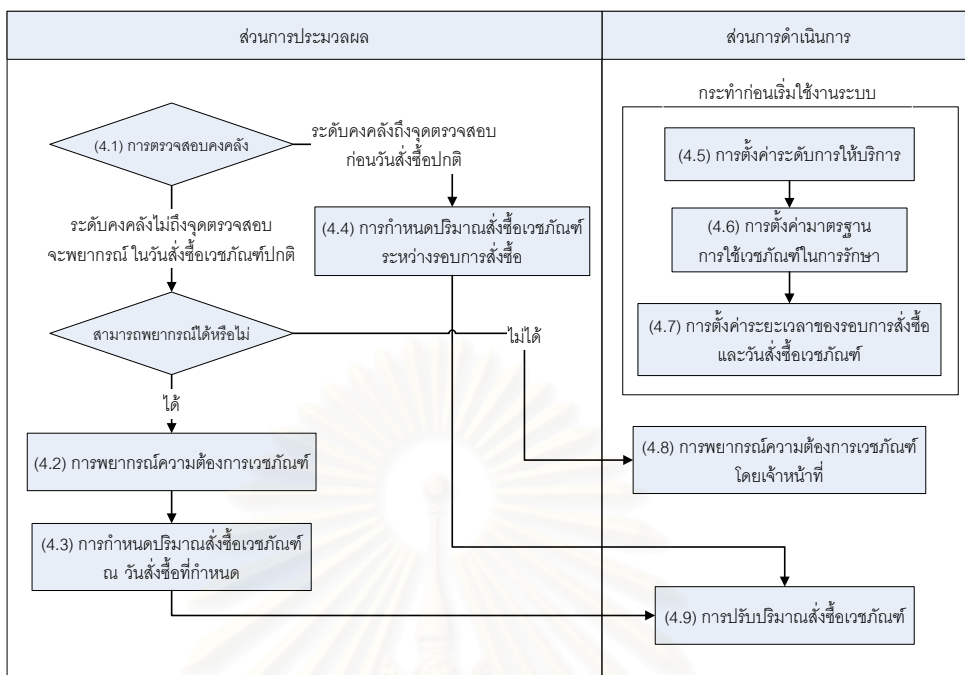 ส่วนการประมวลผล
ส่วนการดำเนินการ
(4.1) การตรวจสอบคงคลัง
ระดับคงคลังถึงจุดตรวจสอบ
ก่อนวันสั่งซื้อปกติ
ระดับคงคลังไม่ถึงจุดตรวจสอบ
จะพยากรณ์ ในวันสั่งซื้อเวชภัณฑ์ปกติ
(4.4) การกำหนดปริมาณสั่งซื้อเวชภัณฑ์
ระหว่างรอบการสั่งซื้อ
สามารถพยากรณ์ได้หรือไม่
ไม่ได้
ได้
(4.2) การพยากรณ์ความต้องการเวชภัณฑ์
(4.3) การกำหนดปริมาณสั่งซื้อเวชภัณฑ์
ณ วันสั่งซื้อที่กำหนด
กระทำก่อนเริ่มใช้งานระบบ
(4.5) การตั้งค่าระดับการให้บริการ
(4.6) การตั้งค่ามาตรฐาน
การใช้เวชภัณฑ์ในการรักษา
(4.7) การตั้งค่าระยะเวลาของรอบการสั่งซื้อ
และวันสั่งซื้อเวชภัณฑ์
(4.8) การพยากรณ์ความต้องการเวชภัณฑ์
โดยเจ้าหน้าที่
(4.9) การปรับปริมาณสั่งซื้อเวชภัณฑ์